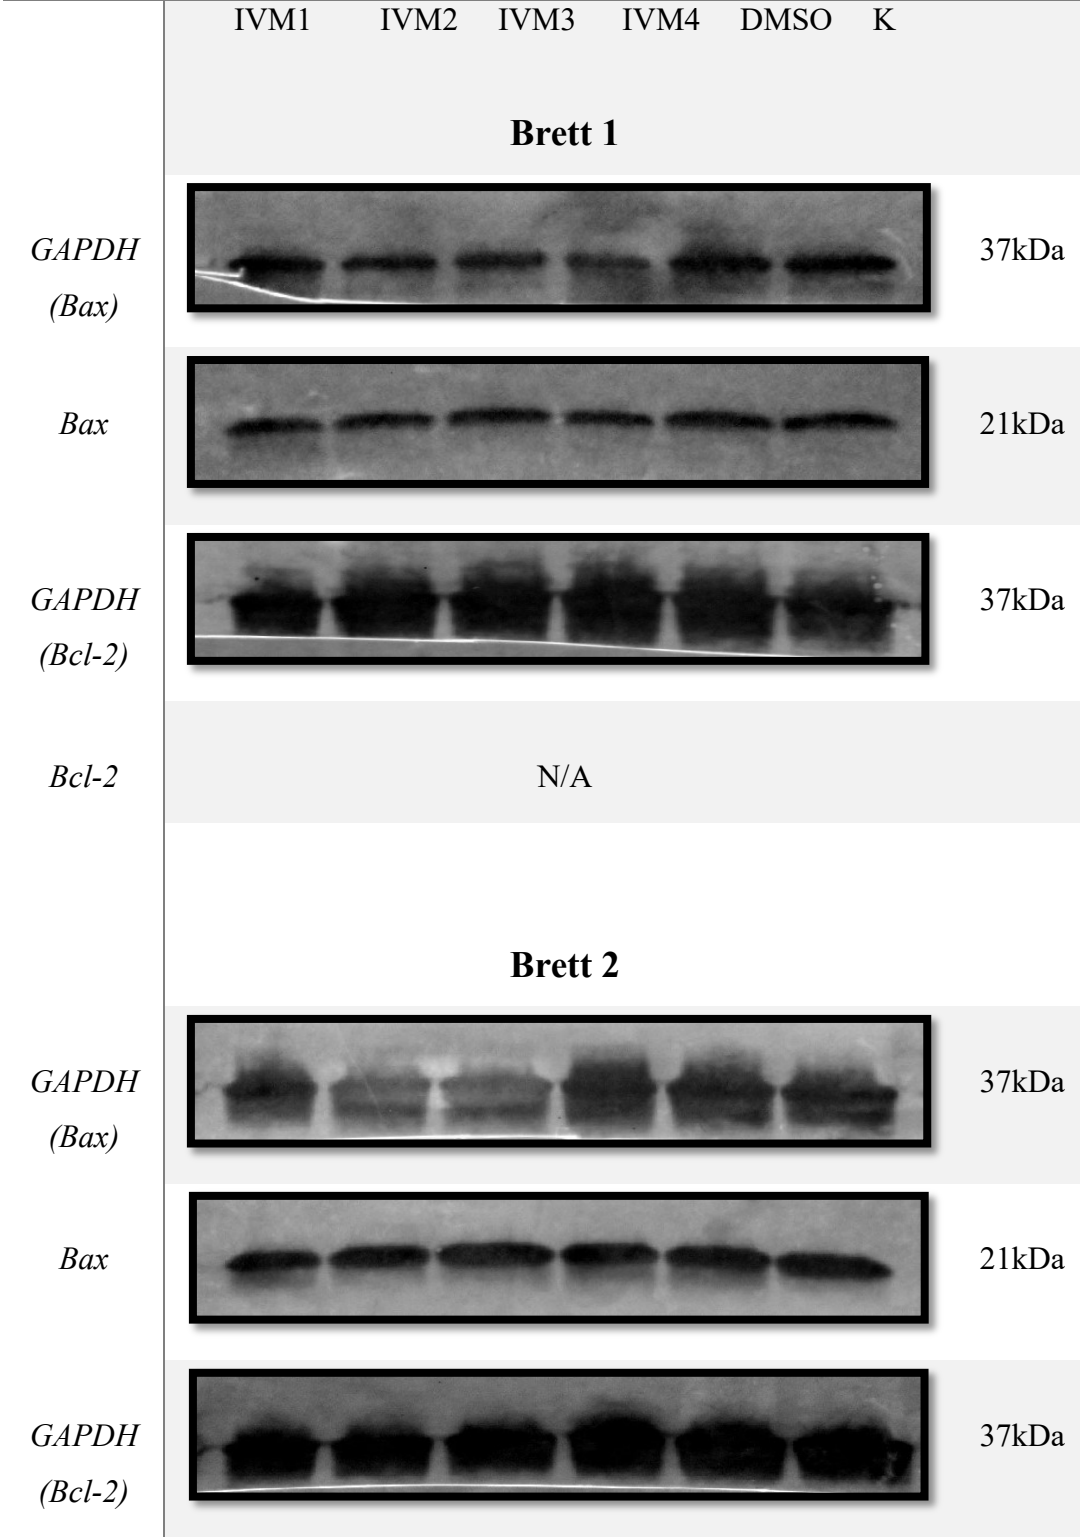 IVM1 IVM2 IVM3 IVM4 DMSO K
Brett 1
GAPDH
(Bax)
37kDa
Bax
21kDa
GAPDH
(Bcl-2)
37kDa
Bcl-2
N/A
Brett 2
GAPDH
(Bax)
37kDa
Bax
21kDa
GAPDH
(Bcl-2)
37kDa